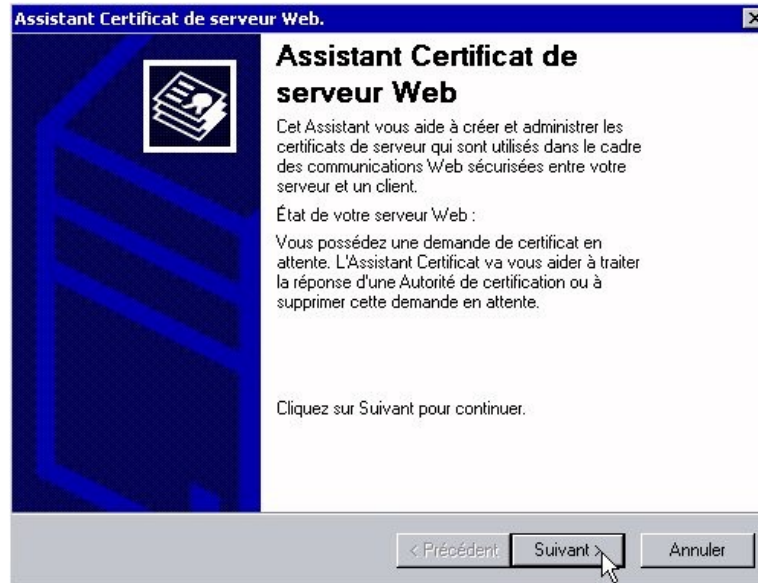 Assistant Certificat de serveur Web.
Assistant Certificat de
serveur Web
Cet Assistant vous aide à créer et administrer les
certificats de serveur qui sont utilisés dans le cadre
des communications Web sécurisées entre votre
serveur et un client.
État de votre serveur Web :
Vous possédez une demande de certificat en
attente. L'Assistant Certificat va vous aider à traiter
la réponse d'une Autorité de certification ou à
supprimer cette demande en attente.
Cliquez sur Suivant pour continuer.
< Précédent Suivant > Annuler